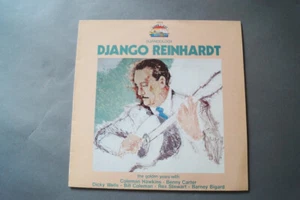 DJANGO REINHARDT
the golden years with:
Coleman Hawkins - Benny Carter
Dicky Wells - Bill Coleman - Rex Stewart - Barney Bigard